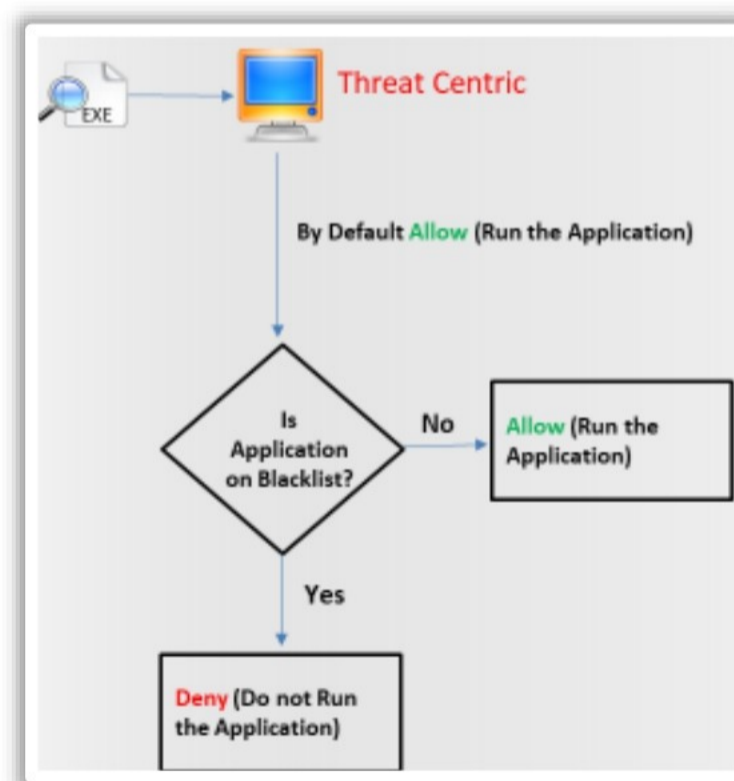 EXE
Threat Centric
By Default Allow (Run the Application)
Is
Application
on Blacklist?
No
Allow (Run the
Application)
Yes
Deny (Do not Run
the Application)